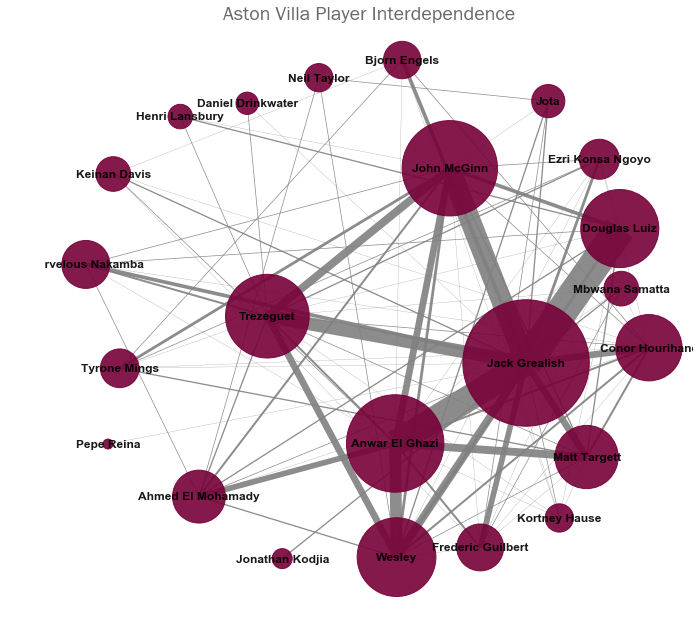 Aston Villa Player Interdependence
Bjorn Engels
Neil Taylor
Daniel Drinkwater
Jota
Henri Lansbury
Ezri Konsa Ngoyo
John McGinn
Keinan Davis
Douglas Luiz
rvelous Nakamba
Mbwana Samatta
Trezeguet
Conor Hourihan
Tyrone Mings
Jack Grealish
Pepe Reina
Anwar El Ghazi
Matt Targett
Ahmed El Mohamady
Kortney Hause
Jonathan Kodjia
Wesley
Frederic Guilbert